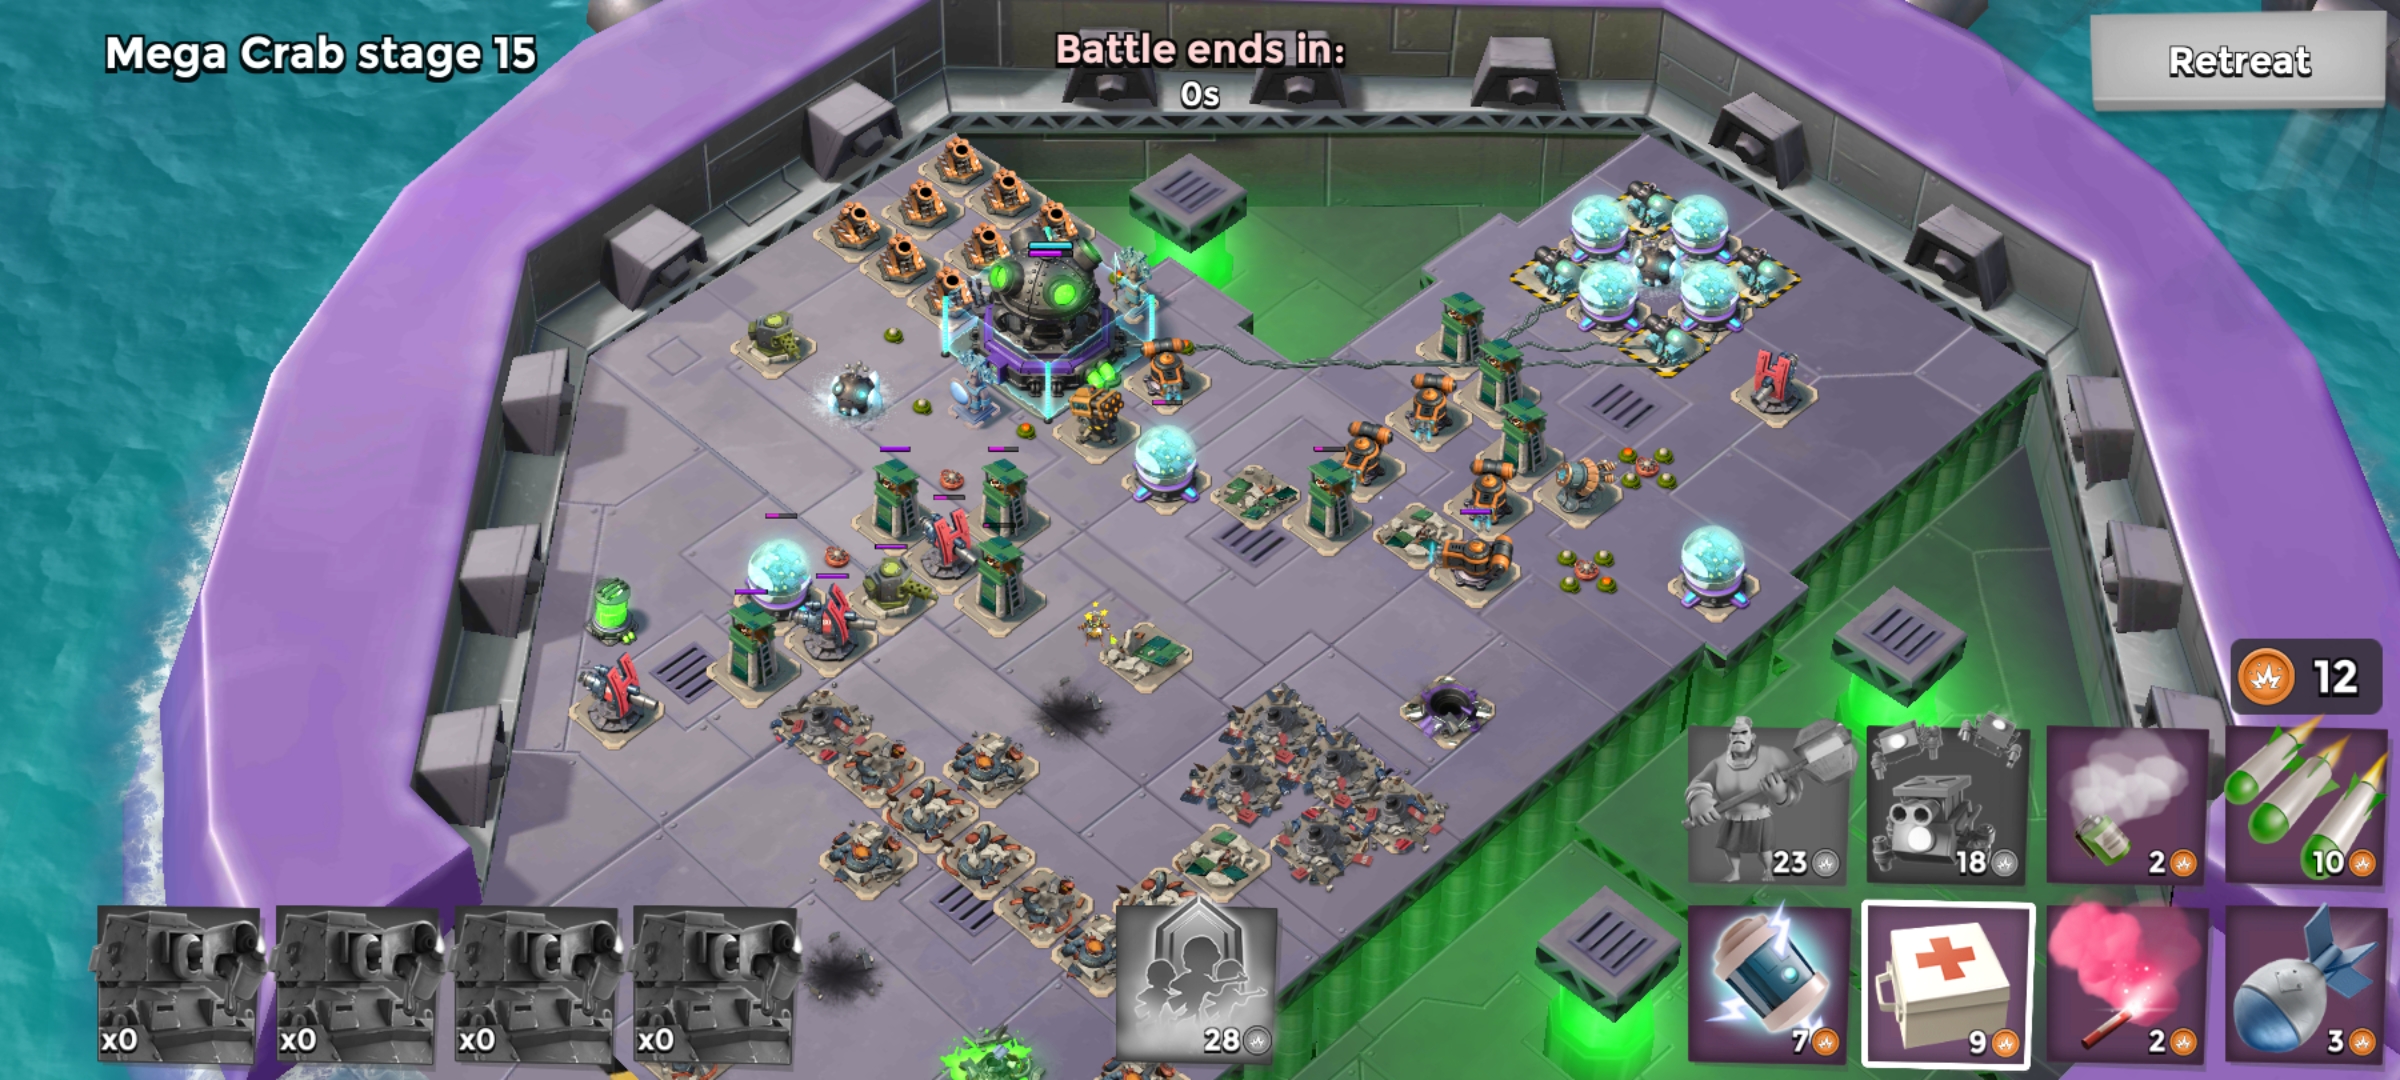 Mega Crab stage 15
Battle ends in:
0s
Retreat
12
23
18
2
10
x0
x0
x0
x0
28
7
9
2
3